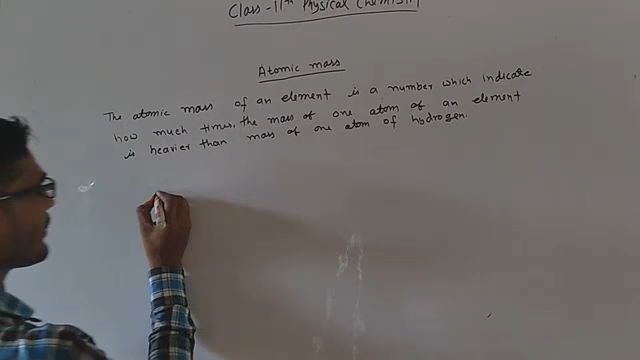 Class-11th Physical Chemistry
Atomic mass
The atomic mass of an element is a number which indicate
how much times, the mass of one atom of an element
is heavier than mass of one atom of hydrogen.